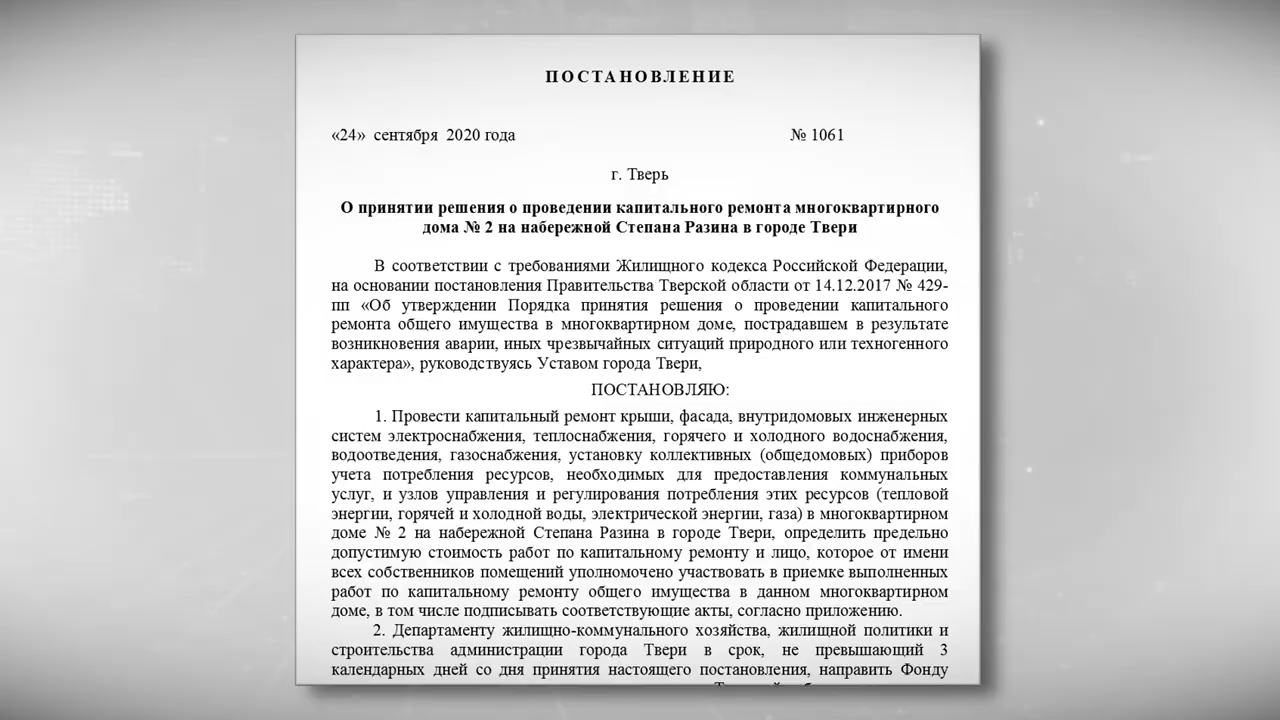 ПОСТАНОВЛЕНИЕ
«24» сентября 2020 года № 1061
г. Тверь
О принятии решения о проведении капитального ремонта многоквартирного
дома № 2 на набережной Степана Разина в городе Твери
В соответствии с требованиями Жилищного кодекса Российской Федерации,
на основании постановления Правительства Тверской области от 14.12.2017 № 429-
пп «Об утверждении Порядка принятия решения о проведении капитального
ремонта общего имущества в многоквартирном доме, пострадавшем в результате
возникновения аварии, иных чрезвычайных ситуаций природного или техногенного
характера», руководствуясь Уставом города Твери,
ПОСТАНОВЛЯЮ:
1. Провести капитальный ремонт крыши, фасада, внутридомовых инженерных
систем электроснабжения, теплоснабжения, горячего и холодного водоснабжения,
водоотведения, газоснабжения, установку коллективных (общедомовых) приборов
учета потребления ресурсов, необходимых для предоставления коммунальных
услуг, и узлов управления и регулирования потребления этих ресурсов (тепловой
энергии, горячей и холодной воды, электрической энергии, газа) в многоквартирном
доме № 2 на набережной Степана Разина в городе Твери, определить предельно
допустимую стоимость работ по капитальному ремонту и лицо, которое от имени
всех собственников помещений уполномочено участвовать в приемке выполненных
работ по капитальному ремонту общего имущества в данном многоквартирном
доме, в том числе подписывать соответствующие акты, согласно приложению.
2. Департаменту жилищно-коммунального хозяйства, жилищной политики и
строительства администрации города Твери в срок, не превышающий 3
календарных дней со дня принятия настоящего постановления, направить Фонду